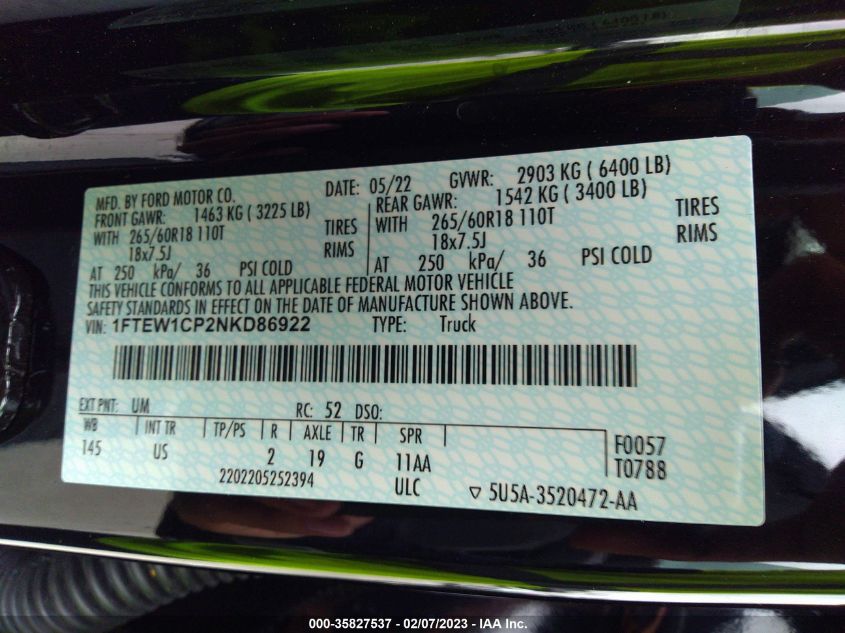 MFD. BY FORD MOTOR CO. DATE: 05/22 GVWR: 2903 KG ( 6400 LB)
FRONT GAWR: 1463 KG ( 3225 LB) REAR GAWR: 1542 KG ( 3400 LB)
WITH 265/60R18 110T TIRES WITH 265/60R18 110T TIRES
18x7.5J RIMS 18x7.5J RIMS
AT 250 kPa/ 36 PSI COLD AT 250 kPa/ 36 PSI COLD
THIS VEHICLE CONFORMS TO ALL APPLICABLE FEDERAL MOTOR VEHICLE
SAFETY STANDARDS IN EFFECT ON THE DATE OF MANUFACTURE SHOWN ABOVE.
VIN: 1FTEW1CP2NKD86922 TYPE: Truck
EXT PNT: UM RC: 52 DSO:
WB INT TR TP/PS R AXLE TR SPR F0057
145 US 2 19 G 11AA T0788
2202205252394 ULC ▽ 5U5A-3520472-AA
000-35827537 - 02/07/2023 - IAA Inc.